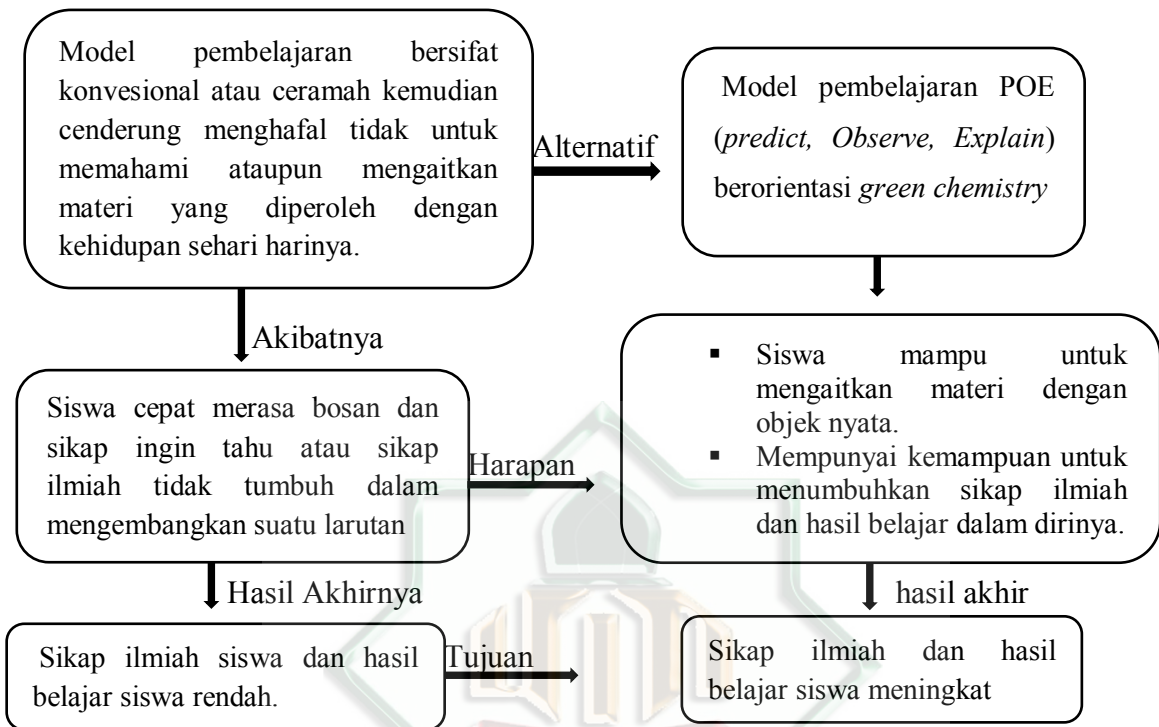 Model pembelajaran bersifat
konvesional atau ceramah kemudian
cenderung menghafal tidak untuk
memahami ataupun mengaitkan
materi yang diperoleh dengan
kehidupan sehari harinya.
Alternatif
Model pembelajaran POE
(predict, Observe, Explain)
berorientasi green chemistry
Akibatnya
Siswa cepat merasa bosan dan
sikap ingin tahu atau sikap
ilmiah tidak tumbuh dalam
mengembangkan suatu larutan
Harapan
▪ Siswa mampu untuk
mengaitkan materi dengan
objek nyata.
▪ Mempunyai kemampuan untuk
menumbuhkan sikap ilmiah
dan hasil belajar dalam dirinya.
Hasil Akhirnya
hasil akhir
Sikap ilmiah siswa dan hasil
belajar siswa rendah.
Tujuan
Sikap ilmiah dan hasil
belajar siswa meningkat